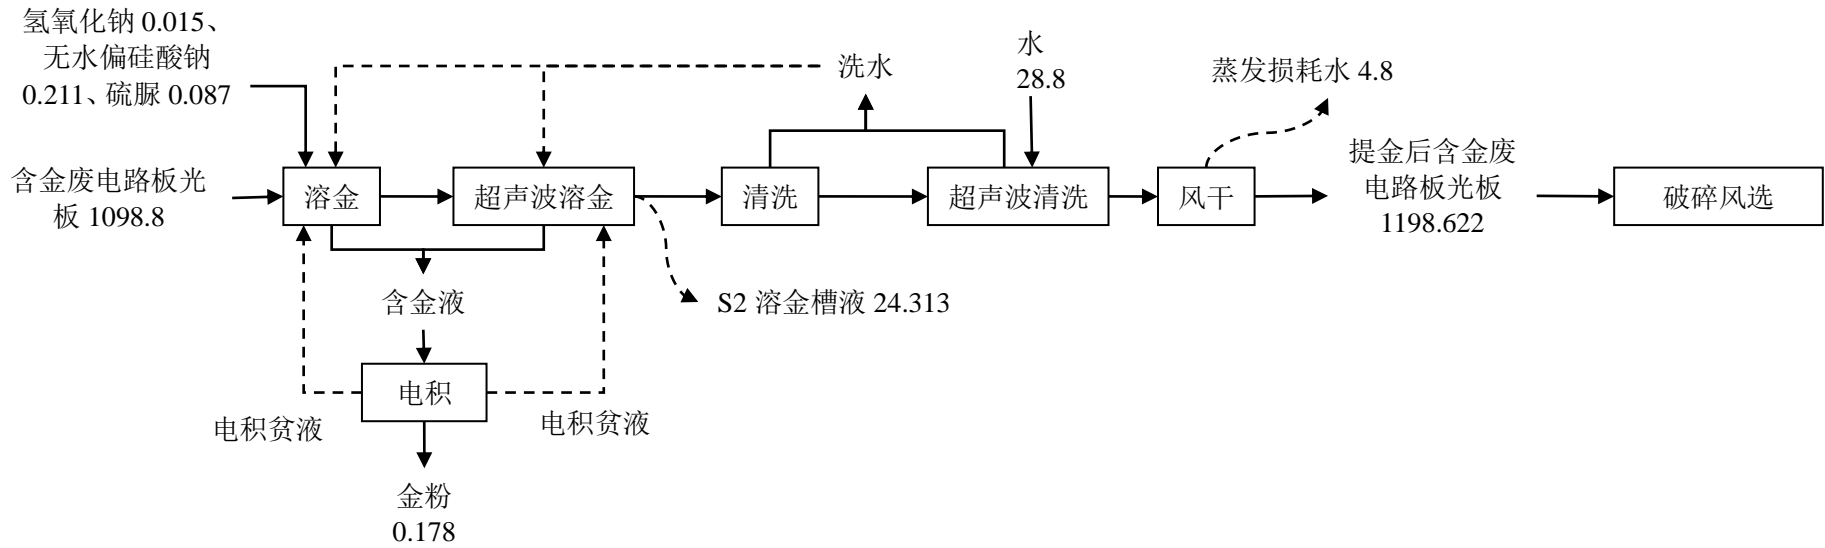 氢氧化钠 0.015、
无水偏硅酸钠
0.211、硫脲 0.087
洗水
水
28.8
蒸发损耗水 4.8
含金废电路板光
板 1098.8
溶金
超声波溶金
清洗
超声波清洗
风干
提金后含金废
电路板光板
1198.622
破碎风选
含金液
S2 溶金槽液 24.313
电积
电积贫液
电积贫液
金粉
0.178